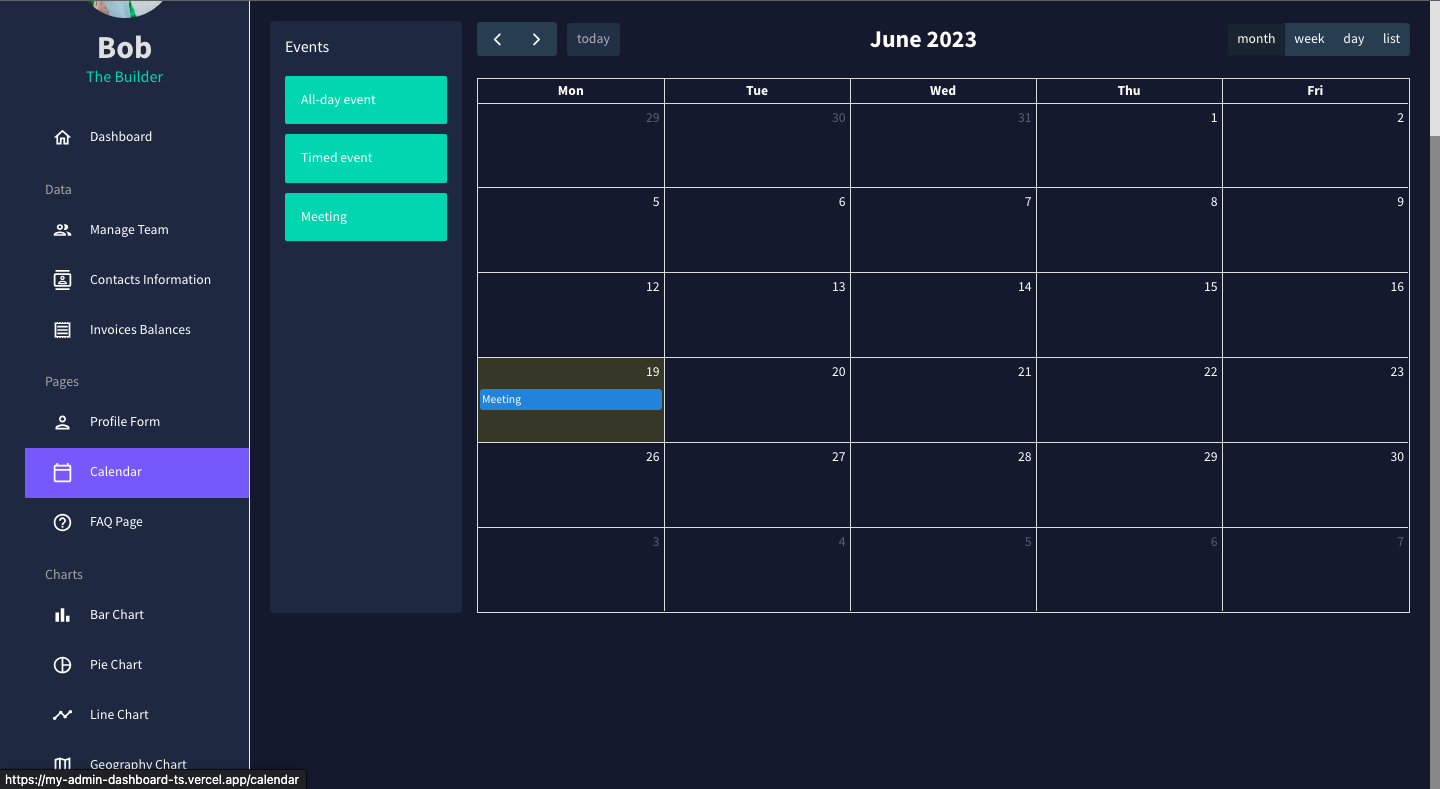 Bob
The Builder
Dashboard
Data
Manage Team
Contacts Information
Invoices Balances
Pages
Profile Form
Calendar
FAQ Page
Charts
Bar Chart
Pie Chart
Line Chart
Geography Chart
https://my-admin-dashboard-ts.vercel.app/calendar
Events
All-day event
Timed event
Meeting
today
June 2023
month week day list
Mon Tue Wed Thu Fri
29 30 31 1 2
5 6 7 8 9
12 13 14 15 16
19 20 21 22 23
Meeting
26 27 28 29 30
3 4 5 6 7